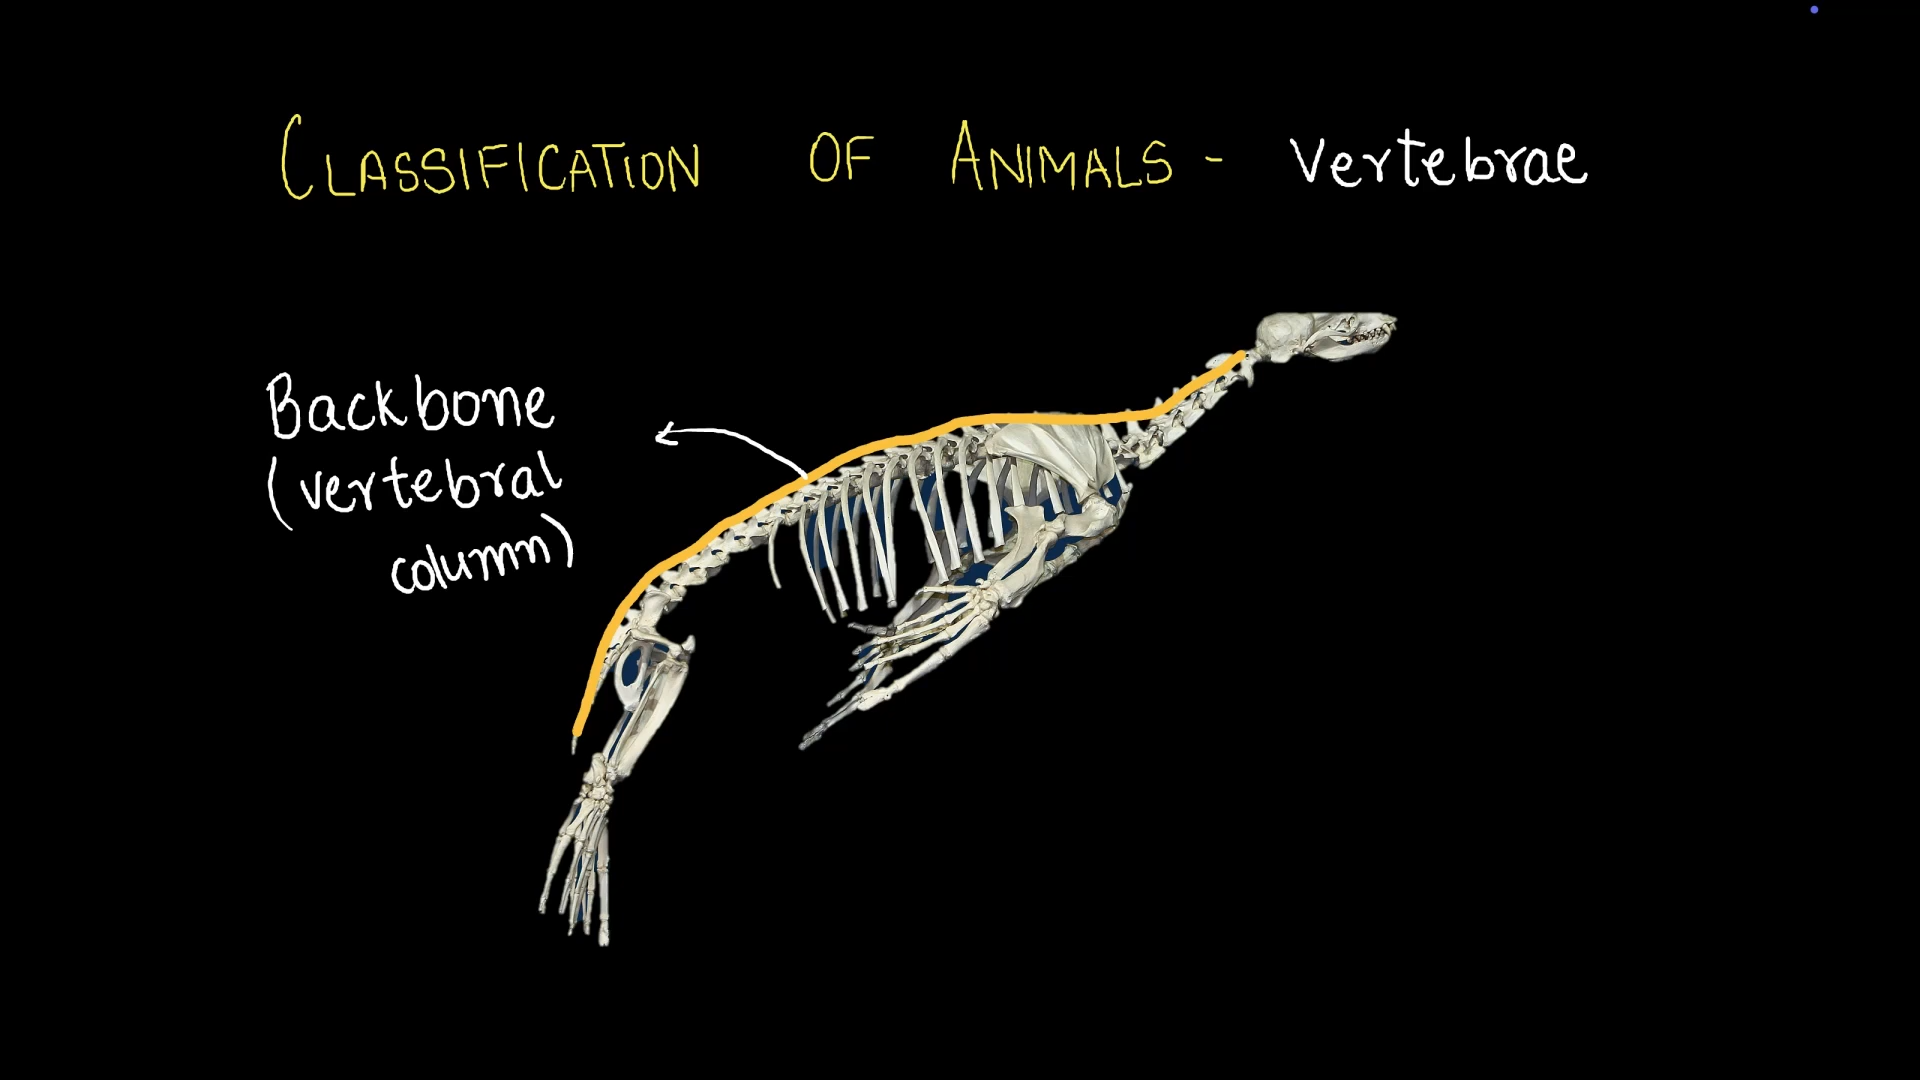 CLASSIFICATION OF ANIMALS - Vertebrae
Backbone
(vertebral
column)